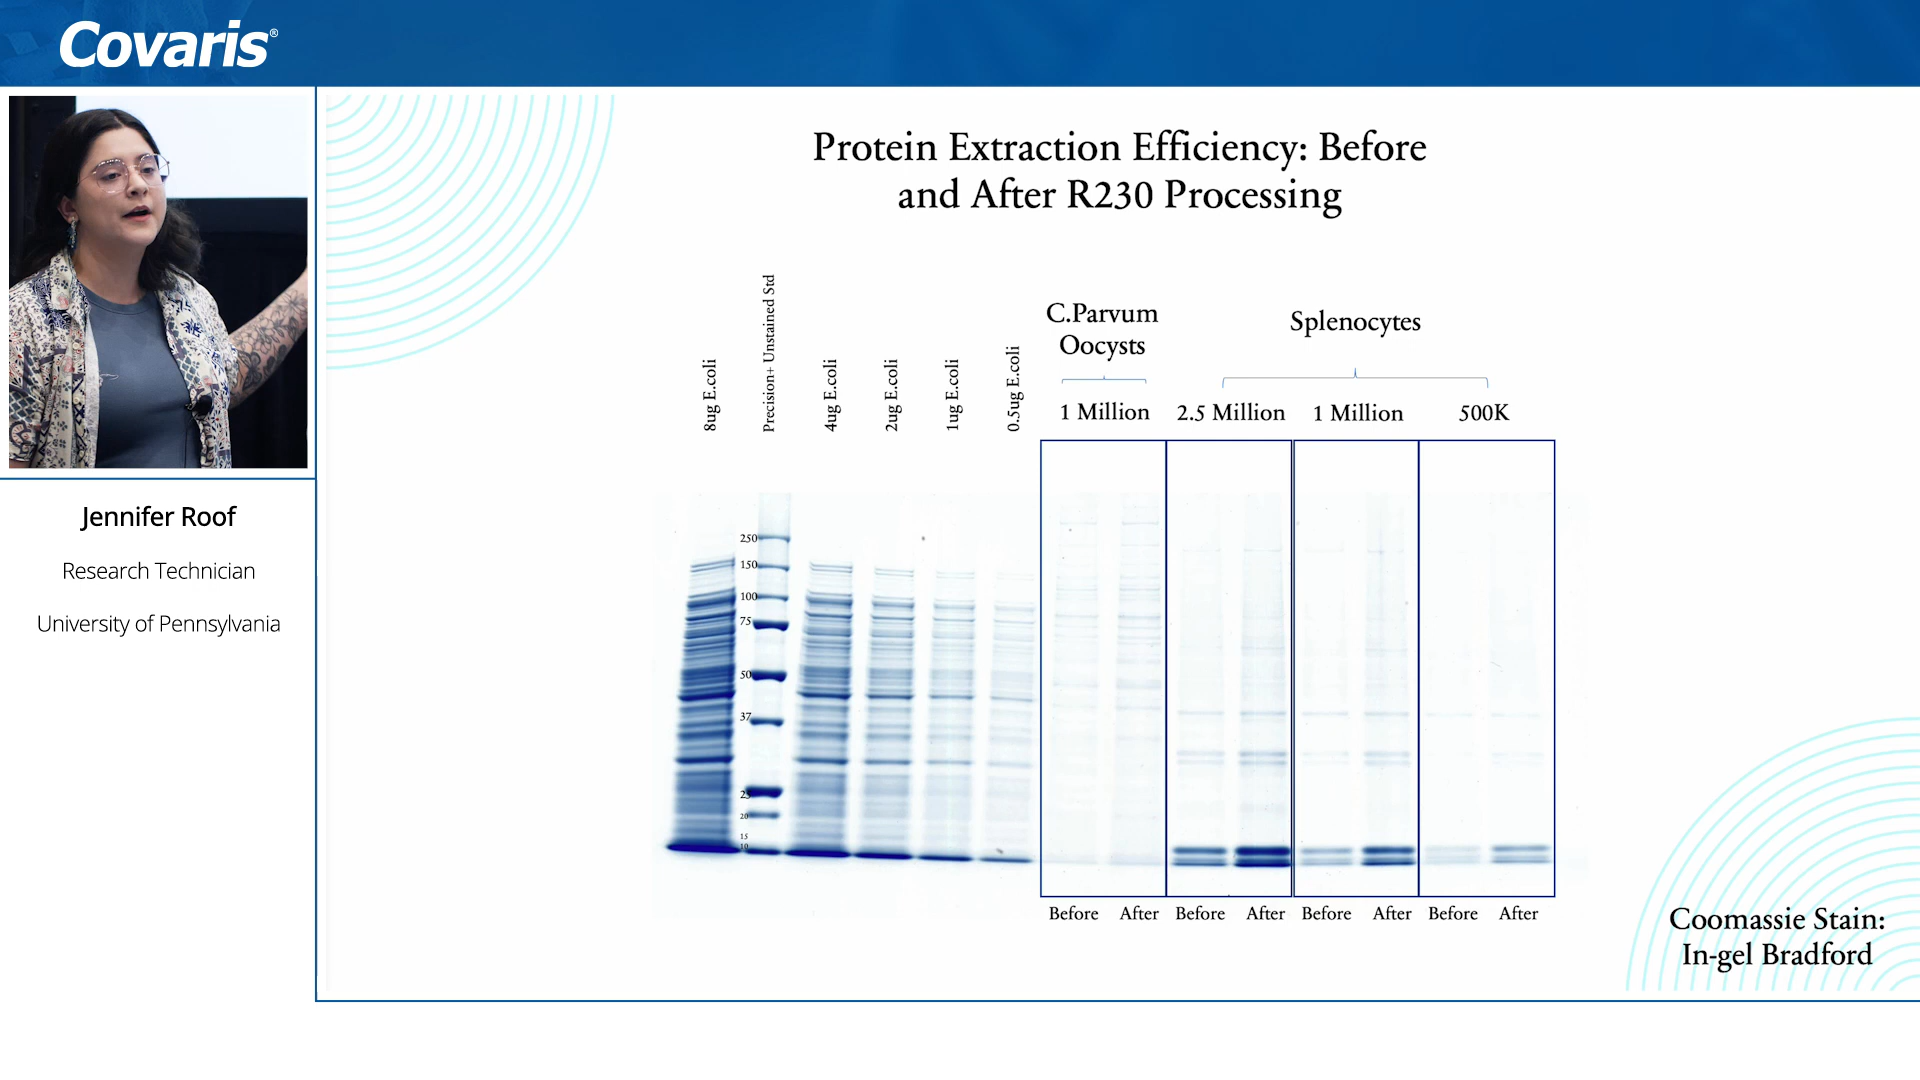 Covaris®
Jennifer Roof
Research Technician
University of Pennsylvania
Protein Extraction Efficiency: Before
and After R230 Processing
8ug E.coli
Precision+ Unstained Std
4ug E.coli
2ug E.coli
1ug E.coli
0.5ug E.coli
C.Parvum
Oocysts
Splenocytes
1 Million
2.5 Million
1 Million
500K
250
150
100
75
50
37
25
20
15
10
Before
After
Before
After
Before
After
Before
After
Coomassie Stain:
In-gel Bradford